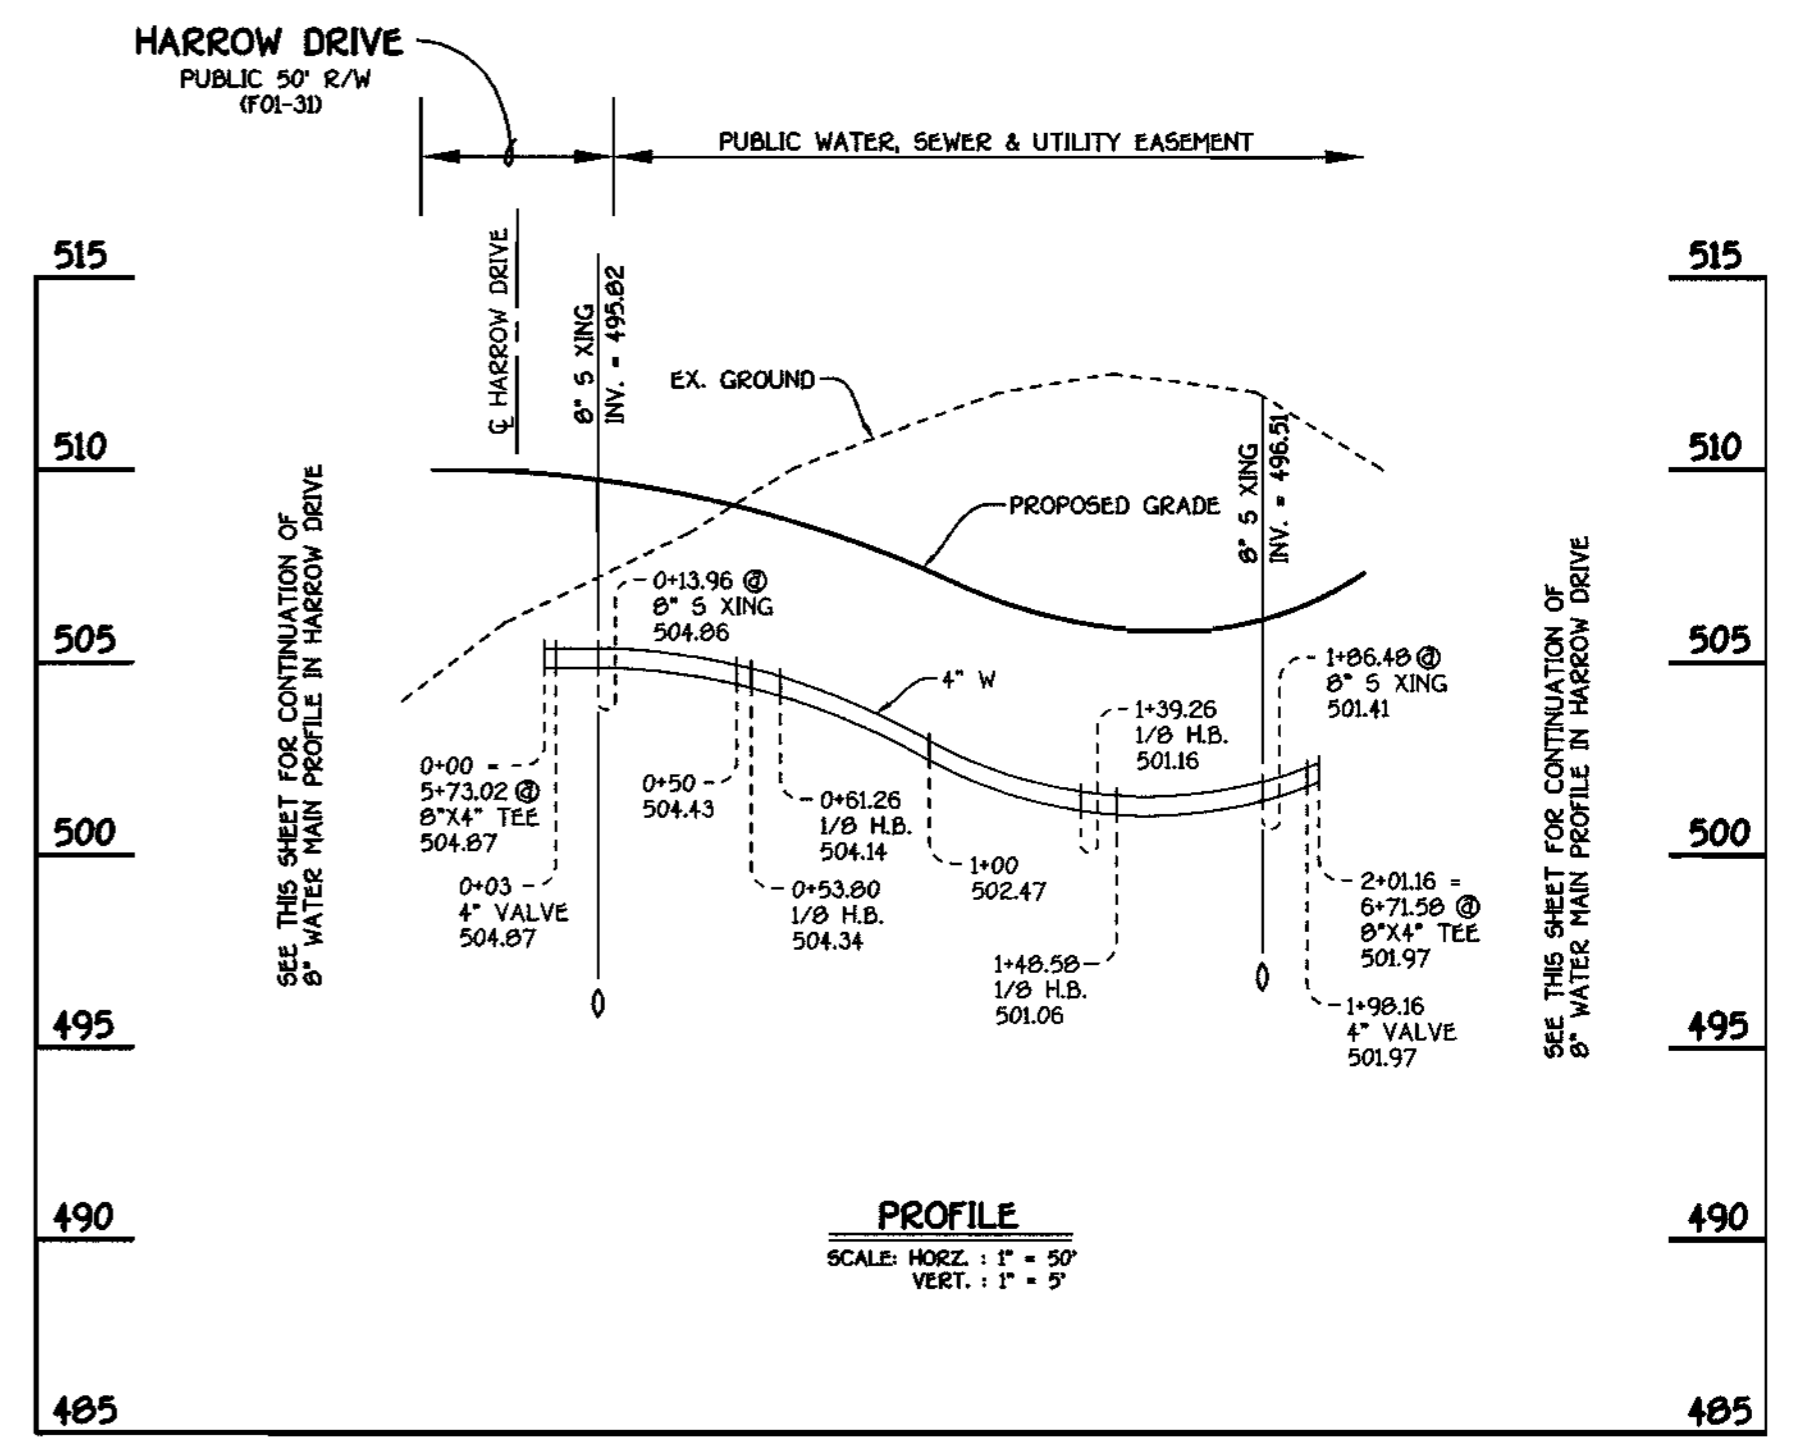 HARROW DRIVE
PUBLIC 50' R/W
(F01-31)
PUBLIC WATER, SEWER & UTILITY EASEMENT
515
510
505
500
495
490
485
SEE THIS SHEET FOR CONTINUATION OF
8" WATER MAIN PROFILE IN HARROW DRIVE
℄ HARROW DRIVE
8" S XING
INV. = 495.82
EX. GROUND
PROPOSED GRADE
8" S XING
INV. = 496.51
0+13.96 @
8" S XING
504.86
4" W
0+00 =
5+73.02 @
8"X4" TEE
504.87
0+03
4" VALVE
504.87
0+50
504.43
0+61.26
1/8 H.B.
504.14
0+53.80
1/8 H.B.
504.34
1+00
502.47
1+39.26
1/8 H.B.
501.16
1+48.58
1/8 H.B.
501.06
1+86.48 @
8" S XING
501.41
2+01.16 =
6+71.58 @
8"X4" TEE
501.97
1+98.16
4" VALVE
501.97
SEE THIS SHEET FOR CONTINUATION OF
8" WATER MAIN PROFILE IN HARROW DRIVE
515
510
505
500
495
490
485
PROFILE
SCALE: HORZ. : 1" = 50'
VERT. : 1" = 5'